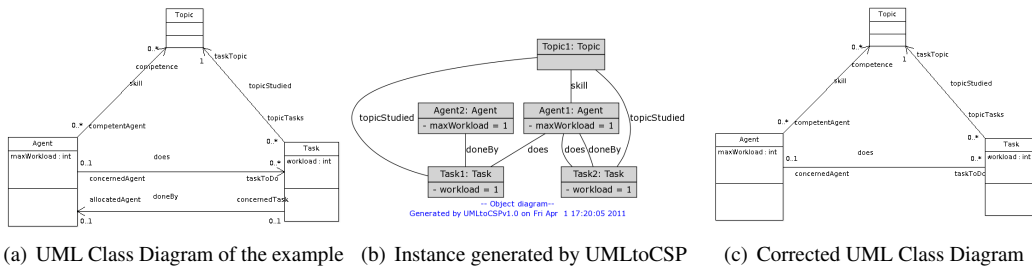 Topic
0..*
competence
1
taskTopic
skill
topicStudied
0..*
competentAgent
topicTasks
0..*
Agent
maxWorkload : int
Task
workload : int
0..1
does
0..*
concernedAgent
taskToDo
allocatedAgent
doneBy
concernedTask
0..1
0..1
(a) UML Class Diagram of the example
Topic1: Topic
skill
Agent2: Agent
- maxWorkload = 1
Agent1: Agent
- maxWorkload = 1
topicStudied
topicStudied
doneBy
does
does
doneBy
Task1: Task
- workload = 1
Task2: Task
- workload = 1
-- Object diagram--
Generated by UMLtoCSPv1.0 on Fri Apr 1 17:20:05 2011
(b) Instance generated by UMLtoCSP
Topic
0..*
competence
1
taskTopic
skill
topicStudied
0..*
competentAgent
topicTasks
0..*
Agent
maxWorkload : int
Task
workload : int
0..1
does
0..*
concernedAgent
taskToDo
(c) Corrected UML Class Diagram